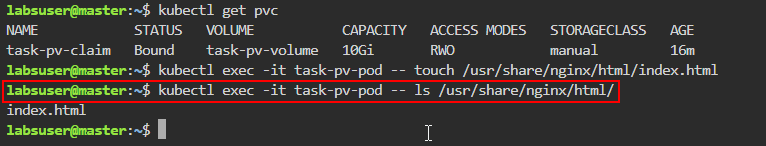 labsuser@master:~$ kubectl get pvc
NAME STATUS VOLUME CAPACITY ACCESS MODES STORAGECLASS AGE
task-pv-claim Bound task-pv-volume 10Gi RWO manual 16m
labsuser@master:~$ kubectl exec -it task-pv-pod -- touch /usr/share/nginx/html/index.html
labsuser@master:~$ kubectl exec -it task-pv-pod -- ls /usr/share/nginx/html/
index.html
labsuser@master:~$